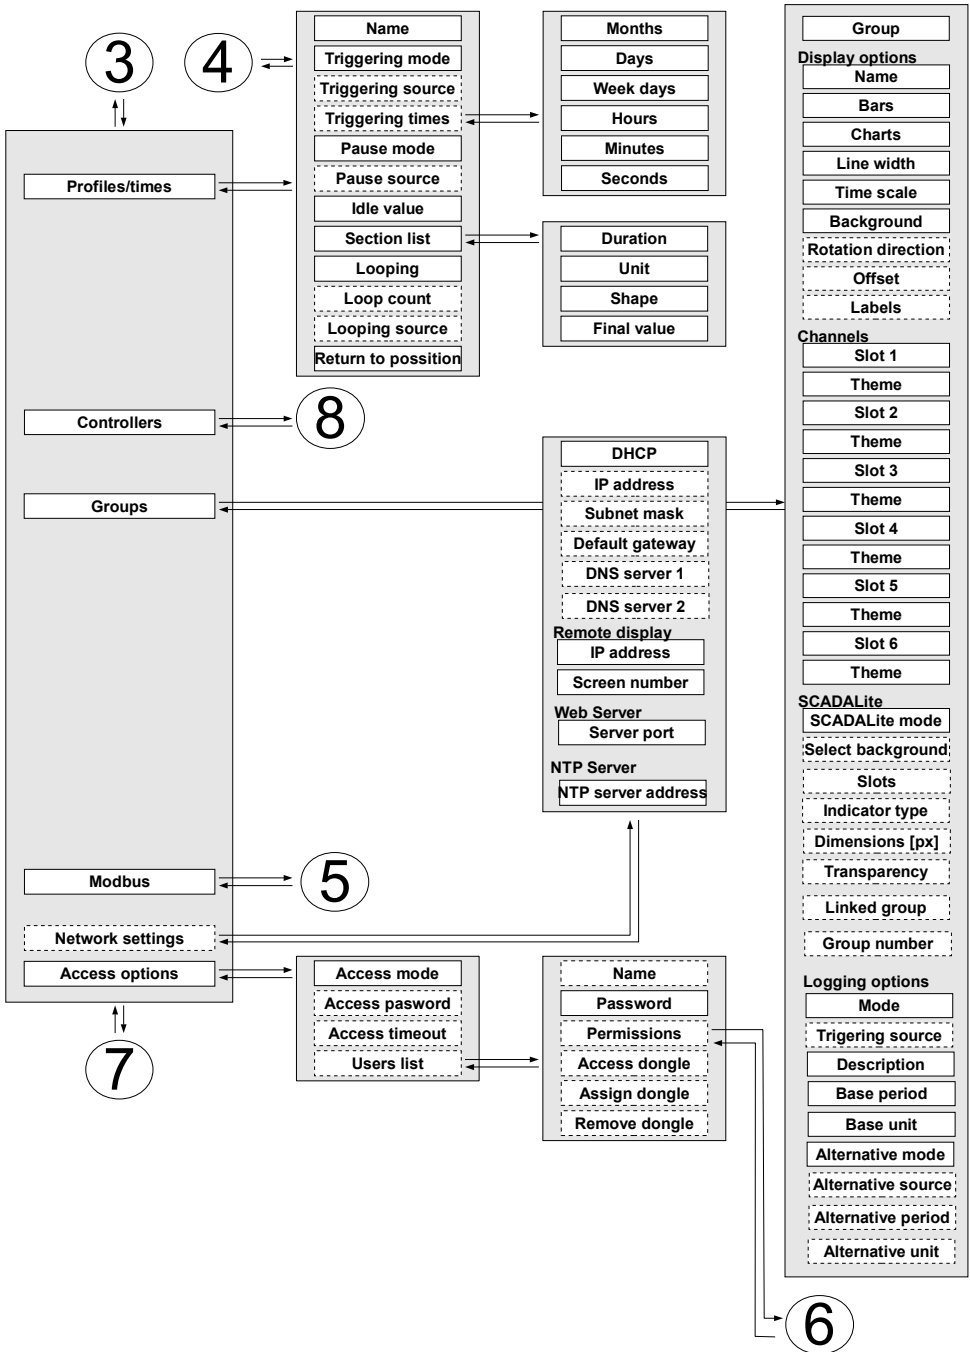 3
Profiles/times
Controllers
Groups
Modbus
Network settings
Access options
7
4
Name
Triggering mode
Triggering source
Triggering times
Pause mode
Pause source
Idle value
Section list
Looping
Loop count
Looping source
Return to possition
8
5
Access mode
Access pasword
Access timeout
Users list
Months
Days
Week days
Hours
Minutes
Seconds
Duration
Unit
Shape
Final value
DHCP
IP address
Subnet mask
Default gateway
DNS server 1
DNS server 2
Remote display
IP address
Screen number
Web Server
Server port
NTP Server
NTP server address
Name
Password
Permissions
Access dongle
Assign dongle
Remove dongle
Group
Display options
Name
Bars
Charts
Line width
Time scale
Background
Rotation direction
Offset
Labels
Channels
Slot 1
Theme
Slot 2
Theme
Slot 3
Theme
Slot 4
Theme
Slot 5
Theme
Slot 6
Theme
SCADALite
SCADALite mode
Select background
Slots
Indicator type
Dimensions [px]
Transparency
Linked group
Group number
Logging options
Mode
Trigering source
Description
Base period
Base unit
Alternative mode
Alternative source
Alternative period
Alternative unit
6